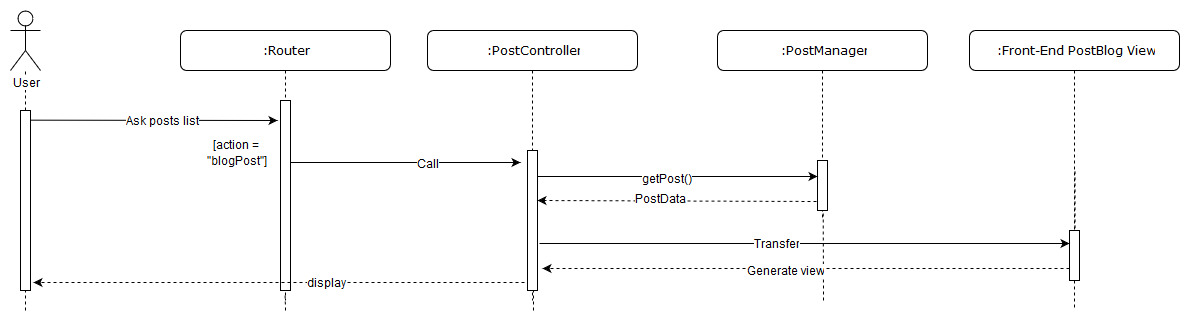 :Router
:PostController
:PostManager
:Front-End PostBlog View
User
Ask posts list
[action =
"blogPost"]
Call
getPost()
PostData
Transfer
Generate view
display